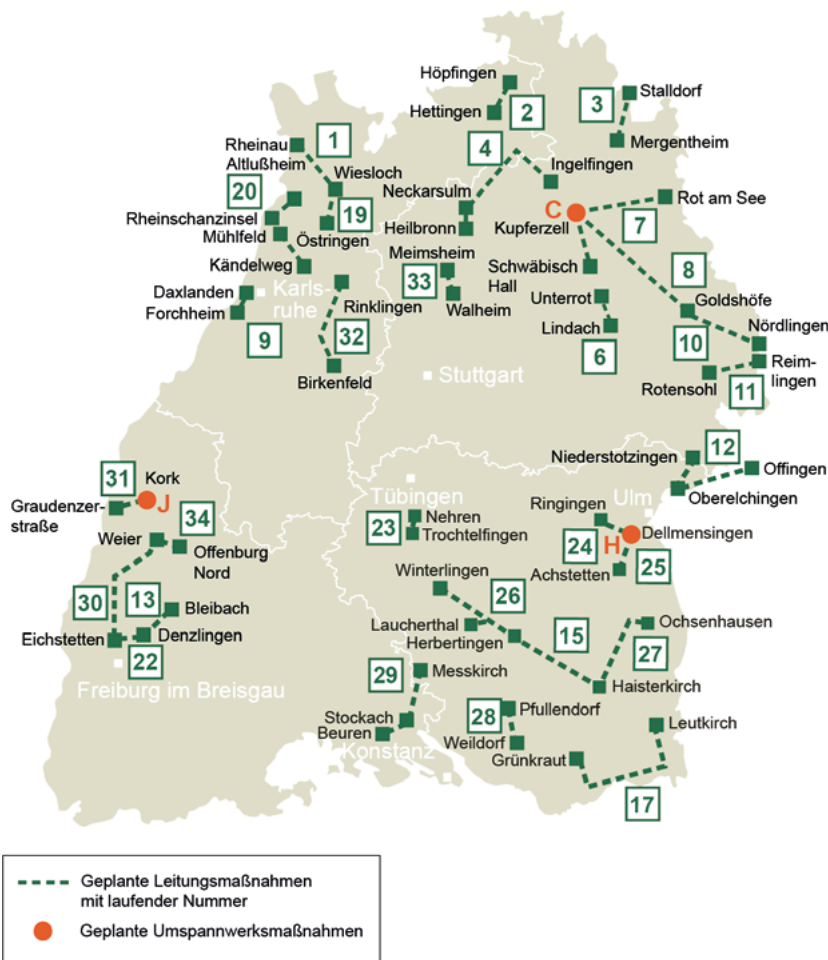 Höpfingen
Hettingen
2
3
Stalldorf
Mergentheim
1
Rheinau
Altlußheim
Wiesloch
4
Ingelfingen
20
Neckarsulm
19
Rheinschanzinsel
Mühlfeld
Östringen
Heilbronn
C
Kupferzell
Rot am See
7
Kändelweg
Meimsheim
33
Walheim
Schwäbisch
Hall
8
Daxlanden
Forchheim
Karls-
ruhe
Rinklingen
Unterrot
Lindach
Goldshöfe
9
32
6
10
Nördlingen
Birkenfeld
Stuttgart
Rotensohl
11
Reim-
lingen
12
Niederstotzingen
Offingen
Oberelchingen
31
Kork
J
Graudenzer-
straße
Tübingen
Ulm
Ringingen
Weier
34
Offenburg
Nord
23
Nehren
Trochtelfingen
24
H
Dellmensingen
Achstetten
25
Winterlingen
26
30
13
Bleibach
Laucherthal
Herbertingen
15
Ochsenhausen
Eichstetten
Denzlingen
22
27
Freiburg im Breisgau
29
Messkirch
Haisterkirch
28
Pfullendorf
Stockach
Beuren
Weildorf
Leutkirch
Konstanz
Grünkraut
17
Geplante Leitungsmaßnahmen
mit laufender Nummer
Geplante Umspannwerksmaßnahmen